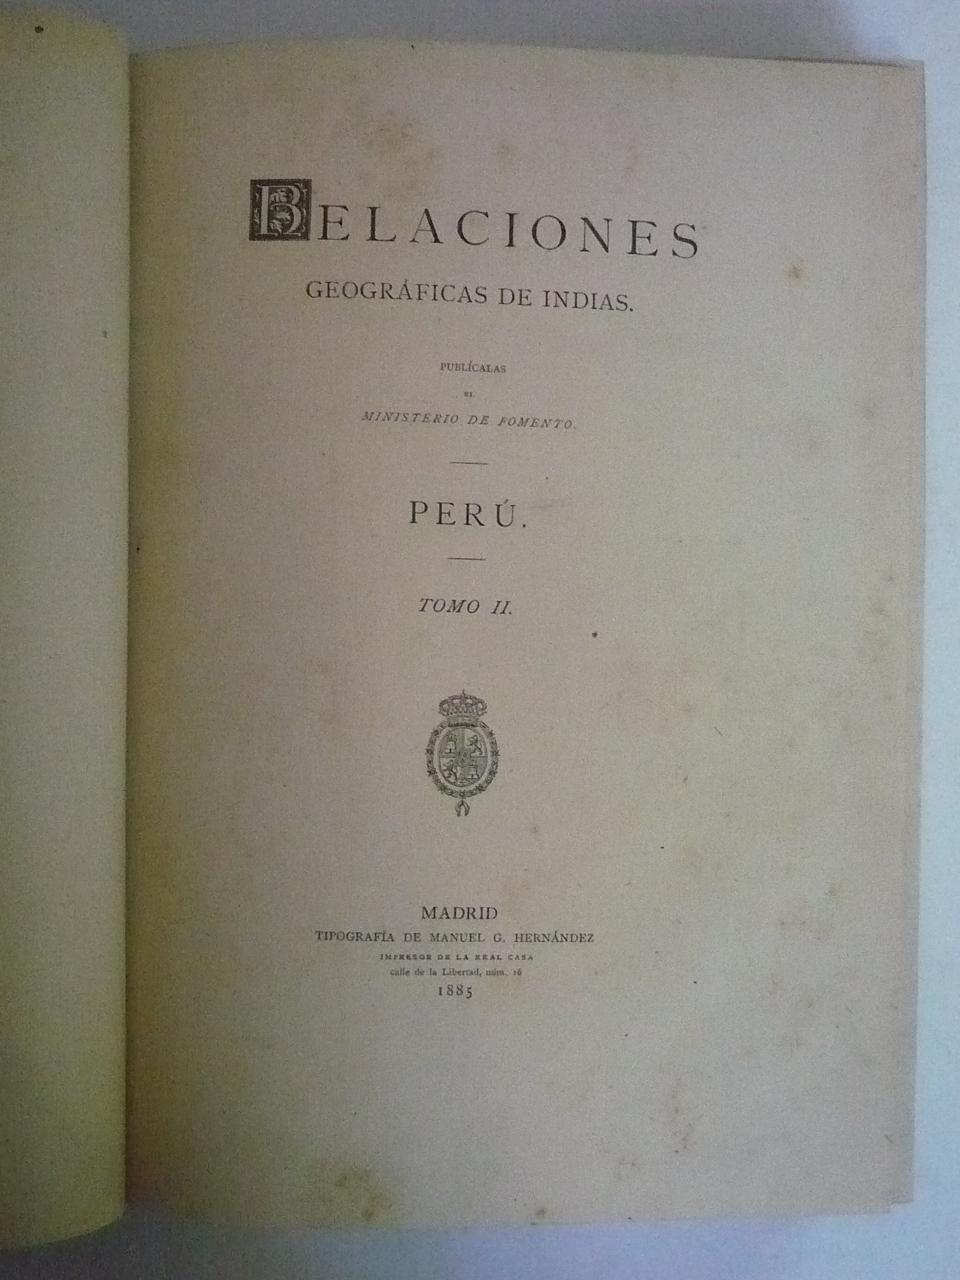 RELACIONES
GEOGRÁFICAS DE INDIAS.
PUBLÍCALAS
EL
MINISTERIO DE FOMENTO.
PERÚ.
TOMO II.
MADRID
TIPOGRAFÍA DE MANUEL G. HERNÁNDEZ
IMPRESOR DE LA REAL CASA
calle de la Libertad, núm. 16
1885